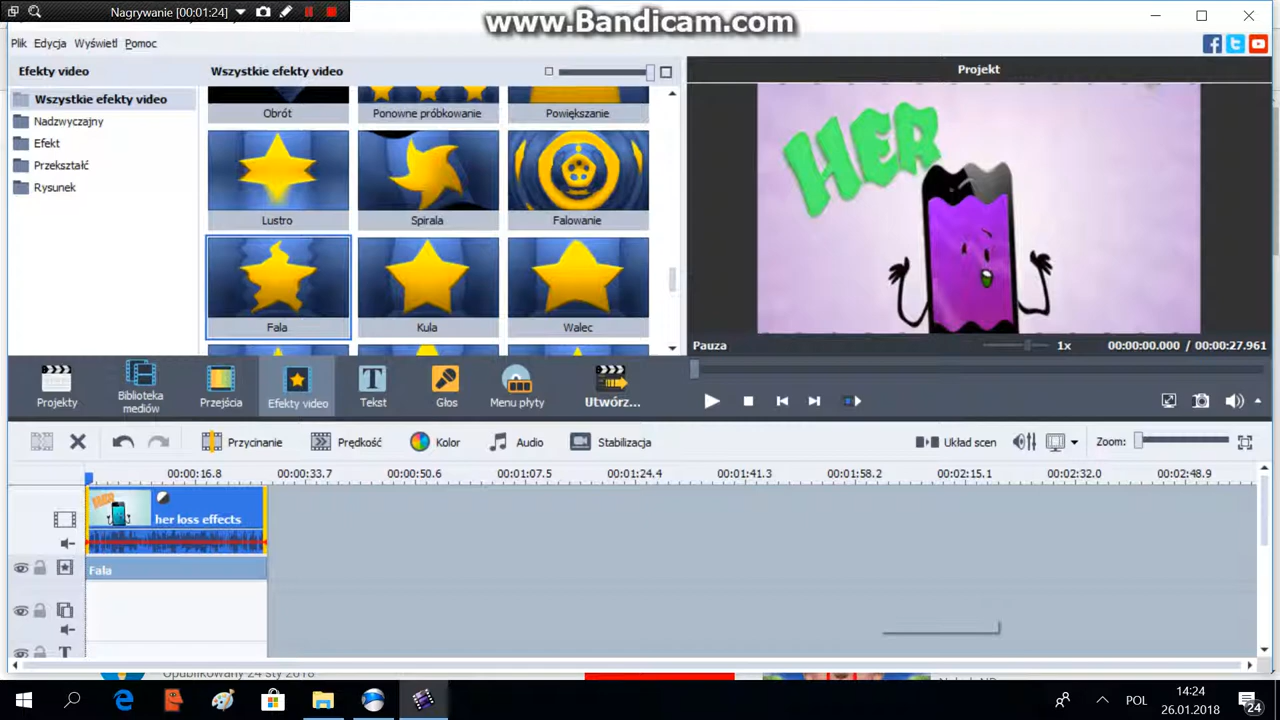 Nagrywanie [00:01:24]
www.Bandicam.com
Plik Edycja Wyświetl Pomoc
Efekty video
Wszystkie efekty video
Projekt
Wszystkie efekty video
Nadzwyczajny
Efekt
Przekształć
Rysunek
Obrót
Ponowne próbkowanie
Powiększanie
Lustro
Spirala
Falowanie
Fala
Kula
Walec
HER
Pauza
1x
00:00:00.000 / 00:00:27.961
Projekty
Biblioteka
mediów
Przejścia
Efekty video
Tekst
Głos
Menu płyty
Utwórz...
Przycinanie
Prędkość
Kolor
Audio
Stabilizacja
Układ scen
Zoom:
00:00:16.8 00:00:33.7 00:00:50.6 00:01:07.5 00:01:24.4 00:01:41.3 00:01:58.2 00:02:15.1 00:02:32.0 00:02:48.9
HER
her loss effects
Fala
T
Opublikowany 24 sty 2018
POL
14:24
26.01.2018
24